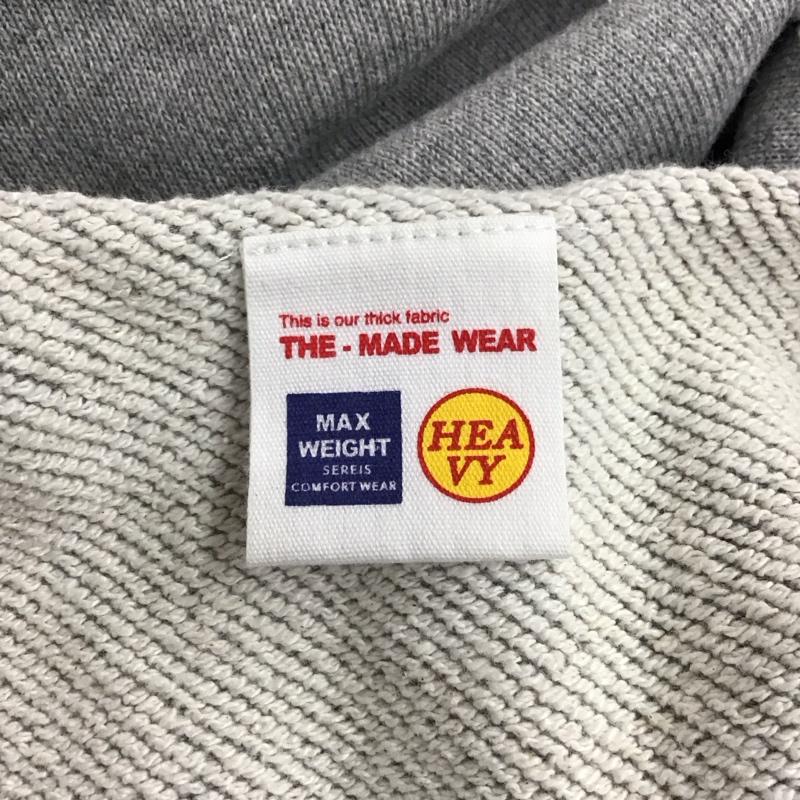 This is our thick fabric
THE - MADE WEAR
MAX
WEIGHT
SEREIS
COMFORT WEAR
HEA
VY